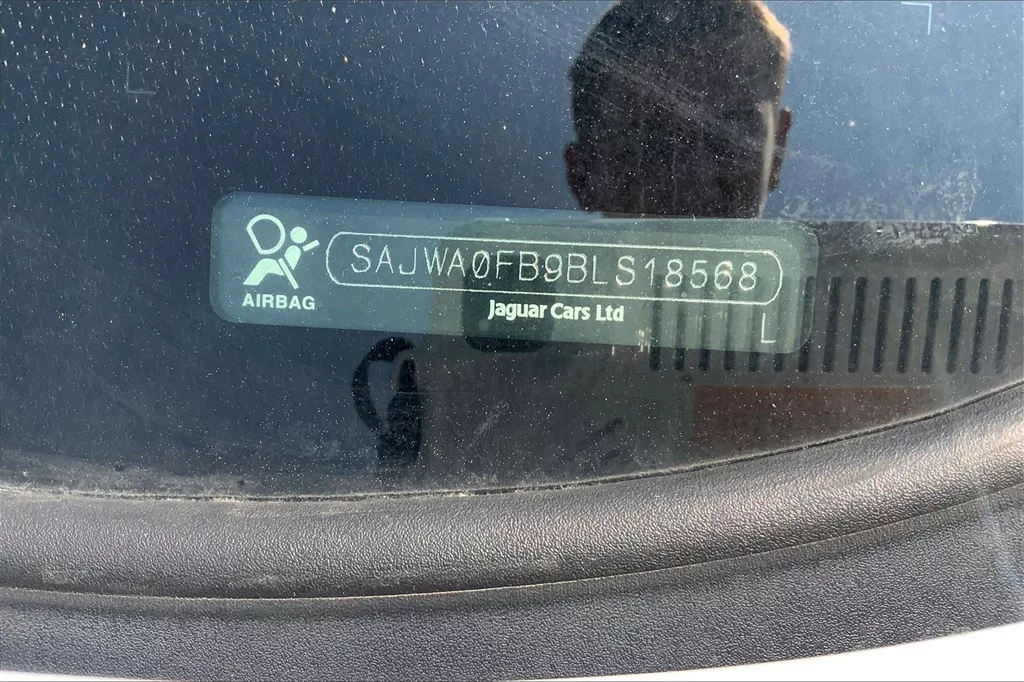 SAJWA0FB9BLS18568
AIRBAG
Jaguar Cars Ltd
L